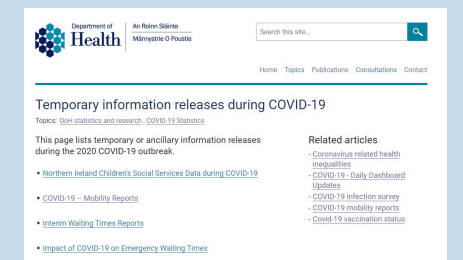 Department of
Health
An Roinn Sláinte
Männystrie O Poustie
Search this site...
Home Topics Publications Consultations Contact
Temporary information releases during COVID-19
Topics: DoH statistics and research , COVID-19 Statistics
This page lists temporary or ancillary information releases
during the 2020 COVID-19 outbreak.
• Northern Ireland Children's Social Services Data during COVID-19
• COVID-19 – Mobility Reports
• Interim Waiting Times Reports
• Impact of COVID-19 on Emergency Waiting Times
Related articles
- Coronavirus related health
inequalities
- COVID-19 - Daily Dashboard
Updates
- COVID-19 infection survey
- COVID-19 mobility reports
- Covid-19 vaccination status